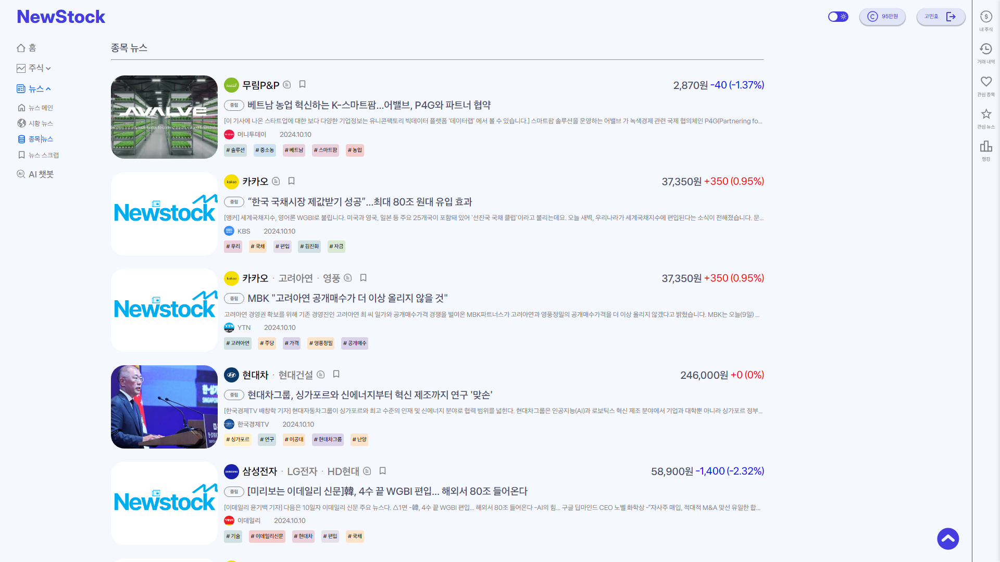 NewStock
95만원
고민호
홈
주식
뉴스
뉴스 메인
시황 뉴스
종목뉴스
뉴스 스크랩
AI 챗봇
내 주식
거래 내역
관심 종목
관심 뉴스
랭킹
종목 뉴스
AVALVE
무림P&P
2,870원 -40 (-1.37%)
중립 베트남 농업 혁신하는 K-스마트팜...어밸브, P4G와 파트너 협약
[이 기사에 나온 스타트업에 대한 보다 다양한 기업정보는 유니콘팩토리 빅데이터 플랫폼 '데이터랩' 에서 볼 수 있습니다.] 스마트팜 솔루션을 운영하는 어밸브 가 녹색경제 관련 국제 협의체인 P4G(Partnering fo...
머니투데이 2024.10.10
# 솔루션 # 중소농 # 베트남 # 스마트팜 # 농업
Newstock
kakao 카카오
37,350원 +350 (0.95%)
중립 “한국 국채시장 제값받기 성공”…최대 80조 원대 유입 효과
[앵커] 세계국채지수, 영어론 WGBI로 불립니다. 미국과 영국, 일본 등 주요 25개국이 포함돼 있어 '선진국 국채 클럽'이라고 불리는데요. 오늘 새벽, 우리나라가 세계국채지수에 편입된다는 소식이 전해졌습니다. 문...
KBS 2024.10.10
# 우리 # 국채 # 편입 # 김진화 # 자금
Newstock
kakao 카카오 · 고려아연 · 영풍
37,350원 +350 (0.95%)
중립 MBK "고려아연 공개매수가 더 이상 올리지 않을 것"
고려아연 경영권 확보를 위해 기존 경영진인 고려아연 최 씨 일가와 공개매수가격 경쟁을 벌여온 MBK파트너스가 고려아연과 영풍정밀의 공개매수가격을 더 이상 올리지 않겠다고 밝혔습니다. MBK는 오늘(9일) ...
YTN NEWS YTN 2024.10.10
# 고려아연 # 주당 # 가격 # 영풍정밀 # 공개매수
현대차 · 현대건설
246,000원 +0 (0%)
중립 현대차그룹, 싱가포르와 신에너지부터 혁신 제조까지 연구 '맞손'
[한국경제TV 배창학 기자] 현대자동차그룹이 싱가포르와 최고 수준의 인재 및 신에너지 분야로 협력 범위를 넓힌다. 현대차그룹은 인공지능(AI)과 로보틱스 혁신 제조 분야에서 기업과 대학뿐 아니라 싱가포르 정부...
한국경제TV 2024.10.10
# 싱가포르 # 연구 # 이공대 # 현대차그룹 # 난양
Newstock
SAMSUNG 삼성전자 · LG전자 · HD현대
58,900원 -1,400 (-2.32%)
중립 [미리보는 이데일리 신문]韓, 4수 끝 WGBI 편입… 해외서 80조 들어온다
[이데일리 윤기백 기자] 다음은 10일자 이데일리 신문 주요 뉴스다. △1면 -韓, 4수 끝 WGBI 편입… 해외서 80조 들어온다 -AI의 힘… 구글 딥마인드 CEO 노벨 화학상 -“자사주 매입, 적대적 M&A 맞선 유일한 합...
이데일리 2024.10.10
# 기술 # 이데일리신문 # 현대차 # 편입 # 국채